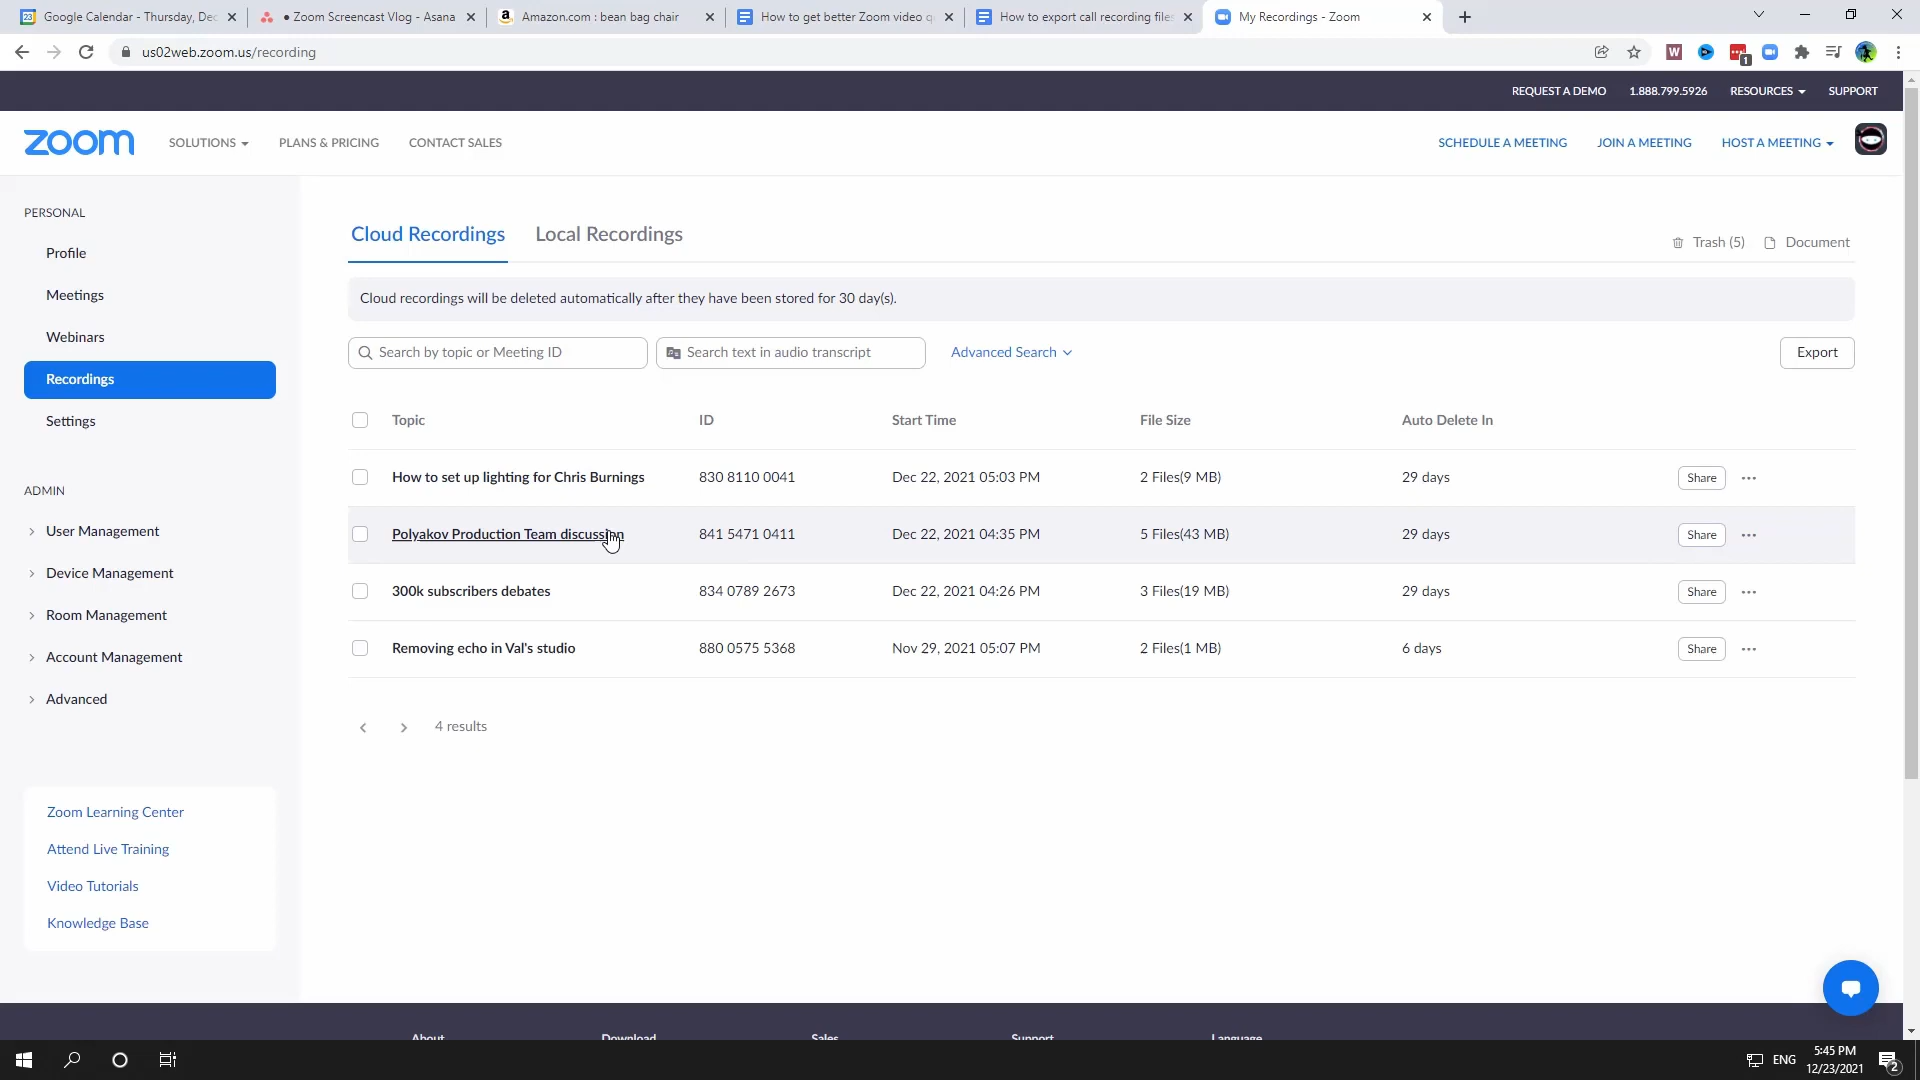 Google Calendar - Thursday, Dec
• Zoom Screencast Vlog - Asana
Amazon.com : bean bag chair
How to get better Zoom video q
How to export call recording files
My Recordings - Zoom
us02web.zoom.us/recording
W
1
REQUEST A DEMO 1.888.799.5926 RESOURCES SUPPORT
zoom SOLUTIONS PLANS & PRICING CONTACT SALES SCHEDULE A MEETING JOIN A MEETING HOST A MEETING
PERSONAL
Profile
Meetings
Webinars
Recordings
Settings
ADMIN
User Management
Device Management
Room Management
Account Management
Advanced
Zoom Learning Center
Attend Live Training
Video Tutorials
Knowledge Base
Cloud Recordings Local Recordings
Trash (5) Document
Cloud recordings will be deleted automatically after they have been stored for 30 day(s).
Search by topic or Meeting ID Search text in audio transcript Advanced Search Export
Topic ID Start Time File Size Auto Delete In
How to set up lighting for Chris Burnings 830 8110 0041 Dec 22, 2021 05:03 PM 2 Files(9 MB) 29 days Share
Polyakov Production Team discussion 841 5471 0411 Dec 22, 2021 04:35 PM 5 Files(43 MB) 29 days Share
300k subscribers debates 834 0789 2673 Dec 22, 2021 04:26 PM 3 Files(19 MB) 29 days Share
Removing echo in Val's studio 880 0575 5368 Nov 29, 2021 05:07 PM 2 Files(1 MB) 6 days Share
4 results
About Download Sales Support Language
ENG
5:45 PM
12/23/2021
2